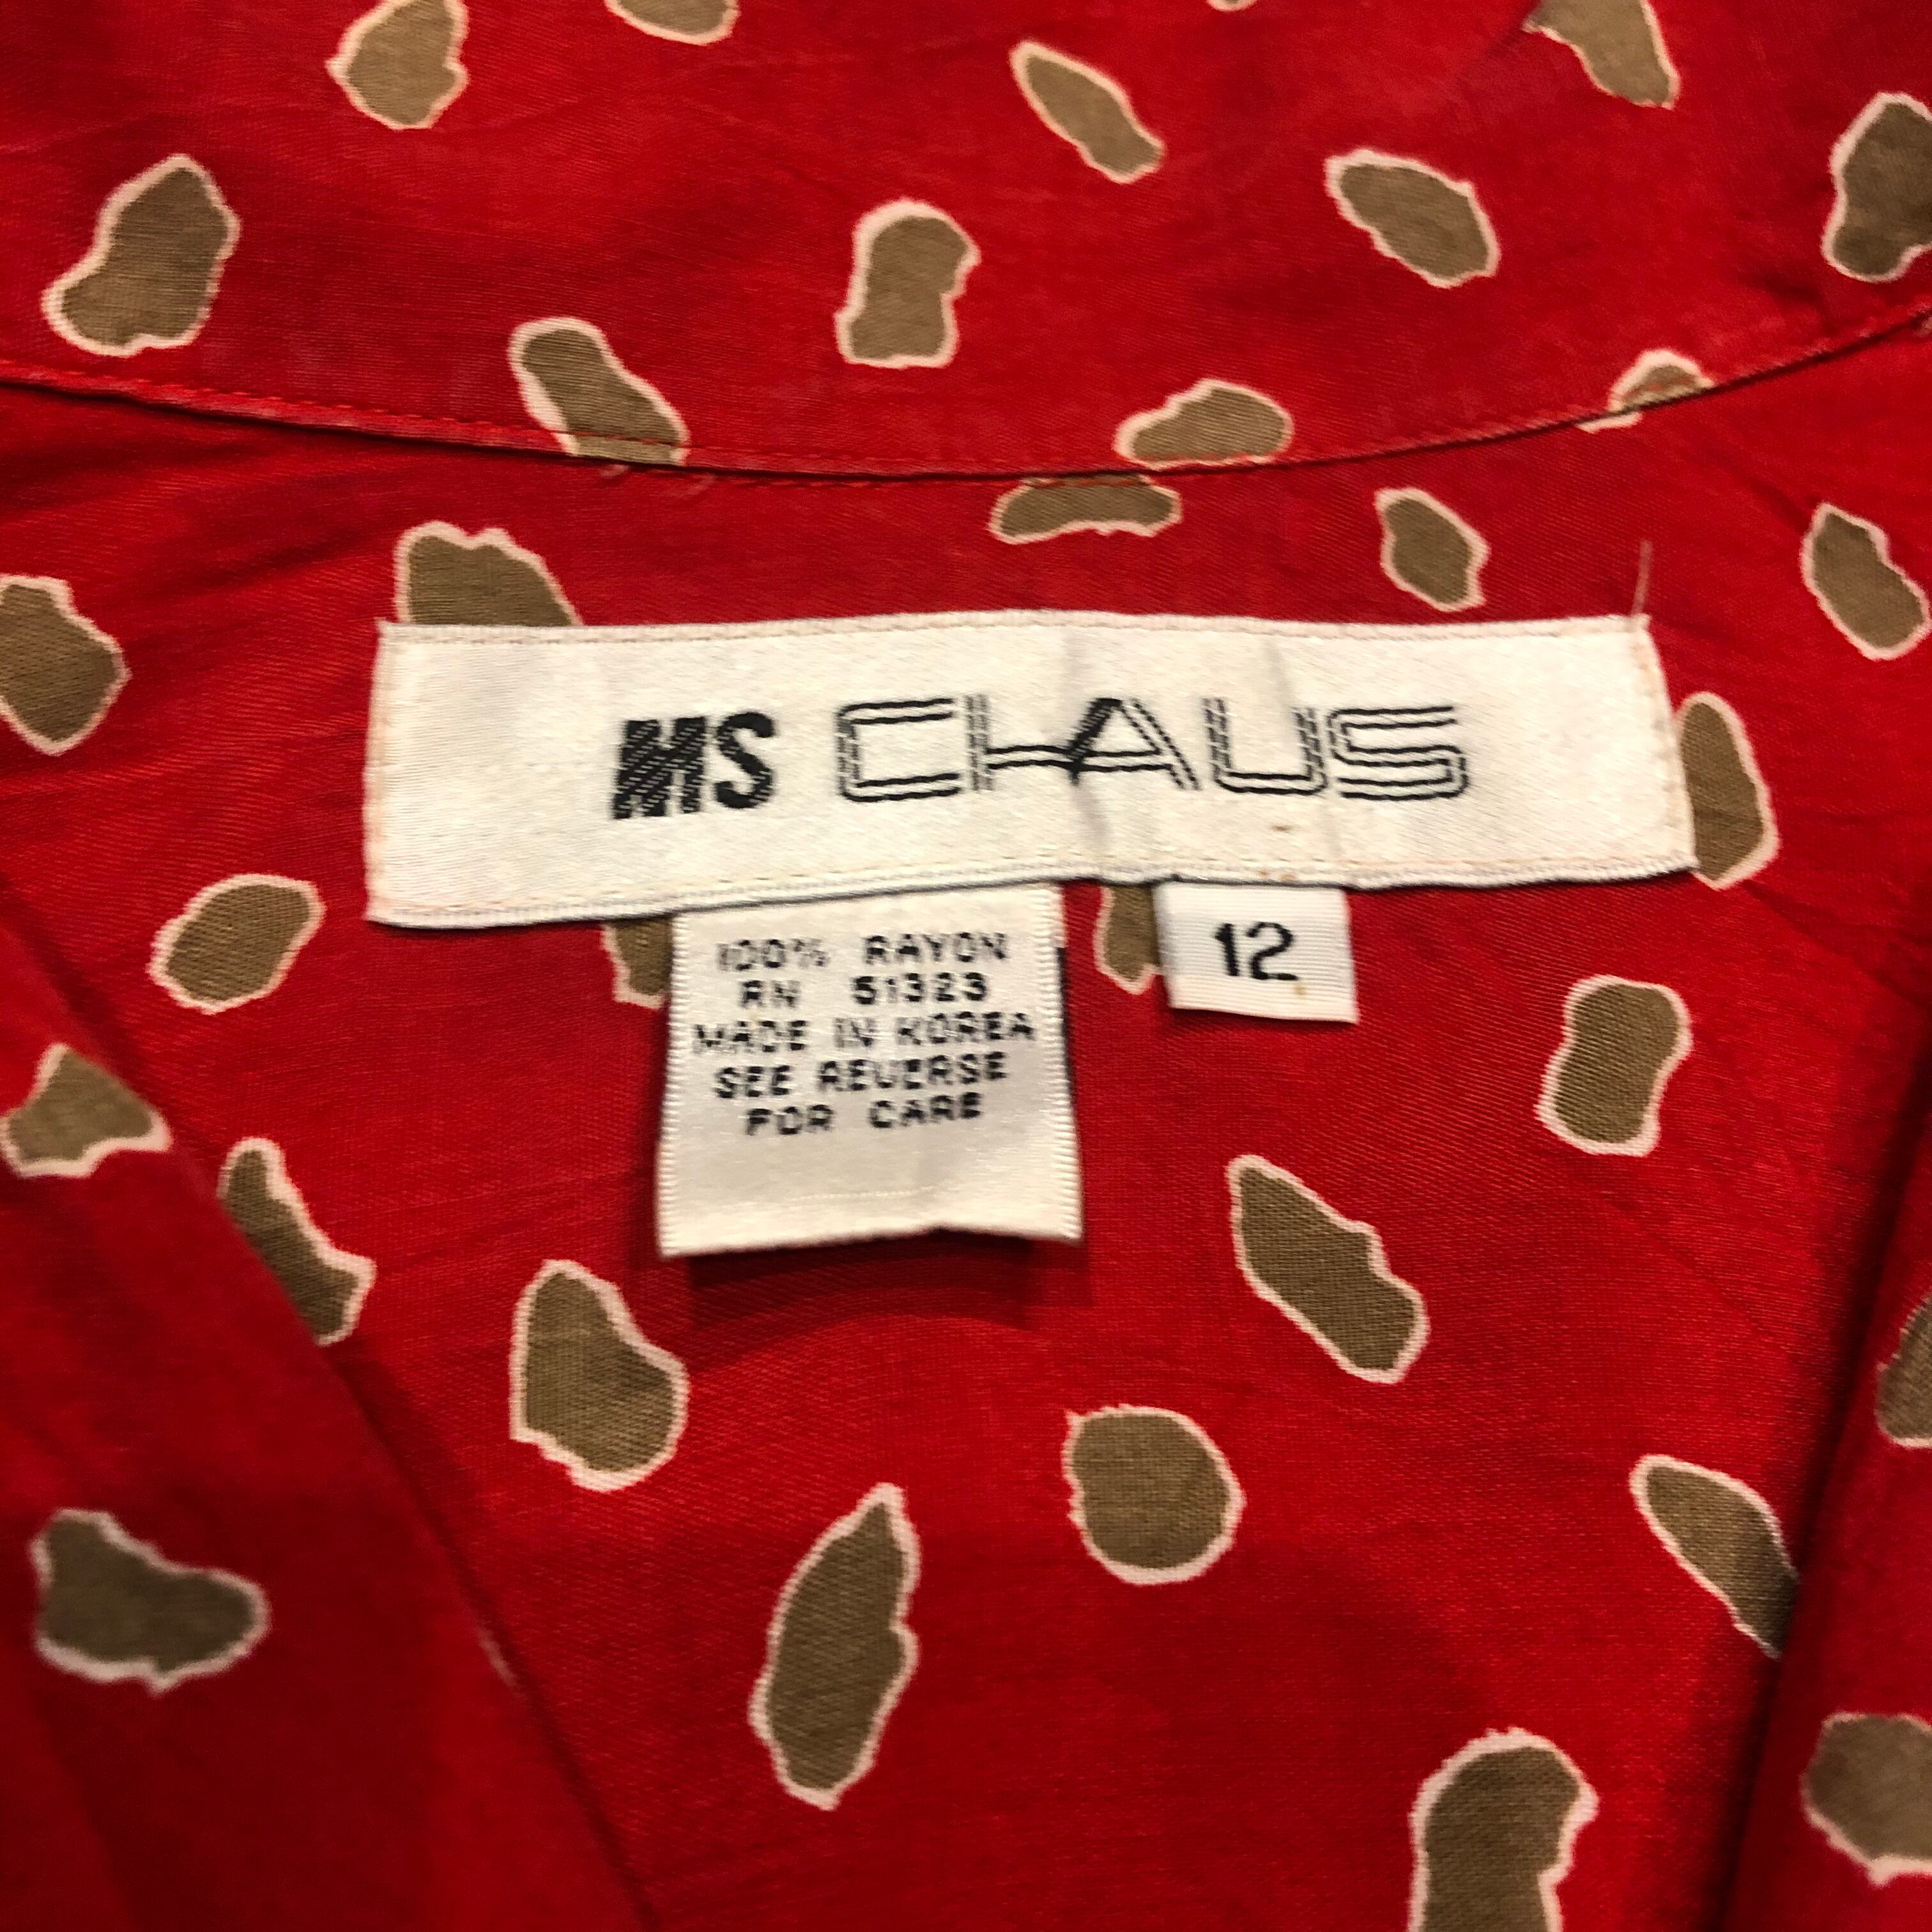 MS CHAUS
100% RAYON
RN 51323
MADE IN KOREA
SEE REVERSE
FOR CARE
12